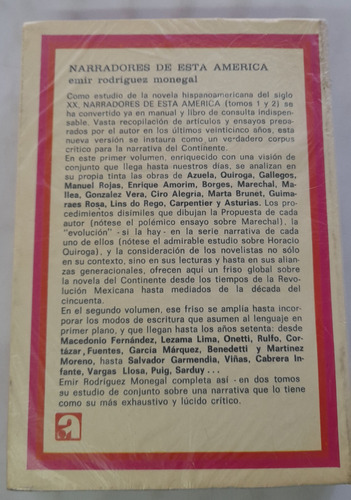 NARRADORES DE ESTA AMERICA
emir rodríguez monegal
Como estudio de la novela hispanoamericana del siglo
XX, NARRADORES DE ESTA AMERICA (tomos 1 y 2) se
ha convertido ya en manual y libro de consulta indispen-
sable. Vasta recopilación de artículos y ensayos prepa-
rados por el autor en los últimos veinticinco años, esta
nueva versión se instaura como un verdadero corpus
crítico para la narrativa del Continente.
En este primer volumen, enriquecido con una visión de
conjunto que llega hasta nuestros días, se analizan en
su propia tinta las obras de Azuela, Quiroga, Gallegos,
Manuel Rojas, Enrique Amorim, Borges, Marechal, Ma-
llea, Gonzalez Vera, Ciro Alegría, Marta Brunet, Guima-
raes Rosa, Lins do Rego, Carpentier y Asturias. Los pro-
cedimientos disímiles que dibujan la Propuesta de cada
autor (nótese el polémico ensayo sobre Marechal), la
"evolución" -si la hay- en la serie narrativa de cada
uno de ellos (nótese el admirable estudio sobre Horacio
Quiroga), y la consideración de los novelistas no sólo
en su contexto, sino en sus lecturas y hasta en sus alian-
zas generacionales, ofrecen aquí un friso global sobre
la novela del Continente desde los tiempos de la Revo-
lución Mexicana hasta mediados de la década del
cincuenta.
En el segundo volumen, ese friso se amplía hasta incor-
porar los modos de escritura que asumen al lenguaje en
primer plano, y que llegan hasta los años setenta: desde
Macedonio Fernández, Lezama Lima, Onetti, Rulfo, Cor-
tázar, Fuentes, García Márquez, Benedetti y Martínez
Moreno, hasta Salvador Garmendia, Viñas, Cabrera In-
fante, Vargas Llosa, Puig, Sarduy...
Emir Rodríguez Monegal completa así -en dos tomos
su estudio de conjunto sobre una narrativa que lo tiene
como su más exhaustivo y lúcido crítico.